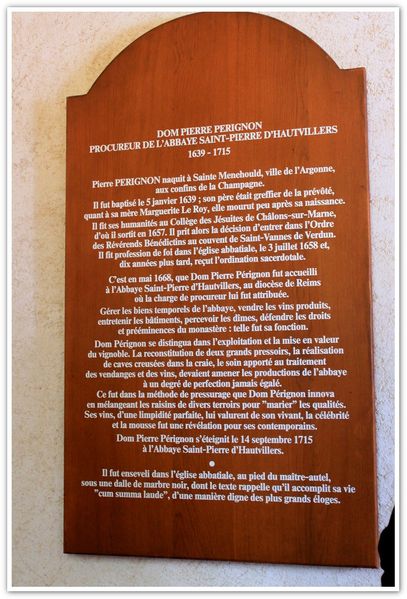 DOM PIERRE PERIGNON
PROCUREUR DE L'ABBAYE SAINT-PIERRE D'HAUTVILLERS
1639 - 1715
Pierre PERIGNON naquit à Sainte Menehould, ville de l'Argonne,
aux confins de la Champagne.
Il fut baptisé le 5 janvier 1639 ; son père était greffier de la prévôté,
quant à sa mère Marguerite Le Roy, elle mourut peu après sa naissance.
Il fit ses humanités au Collège des Jésuites de Châlons-sur-Marne,
d'où il sortit en 1657. Il prit alors la décision d'entrer dans l'Ordre
des Révérends Bénédictins au couvent de Saint-Vannes de Verdun.
Il fit profession de foi dans l'église abbatiale, le 3 juillet 1658 et,
dix années plus tard, reçut l'ordination sacerdotale.
C'est en mai 1668, que Dom Pierre Pérignon fut accueilli
à l'Abbaye Saint-Pierre d'Hautvillers, au diocèse de Reims
où la charge de procureur lui fut attribuée.
Gérer les biens temporels de l'abbaye, vendre les vins produits,
entretenir les bâtiments, percevoir les dîmes, défendre les droits
et prééminences du monastère : telle fut sa fonction.
Dom Pérignon se distingua dans l'exploitation et la mise en valeur
du vignoble. La reconstitution de deux grands pressoirs, la réalisation
de caves creusées dans la craie, le soin apporté au traitement
des vendanges et des vins, devaient amener les productions de l'abbaye
à un degré de perfection jamais égalé.
Ce fut dans la méthode de pressurage que Dom Pérignon innova
en mélangeant les raisins de divers terroirs pour "marier" les qualités.
Ses vins, d'une limpidité parfaite, lui valurent de son vivant, la célébrité
et la mousse fut une révélation pour ses contemporains.
Dom Pierre Pérignon s'éteignit le 14 septembre 1715
à l'Abbaye Saint-Pierre d'Hautvillers.
Il fut enseveli dans l'église abbatiale, au pied du maître-autel,
sous une dalle de marbre noir, dont le texte rappelle qu'il accomplit sa vie
"cum summa laude", d'une manière digne des plus grands éloges.